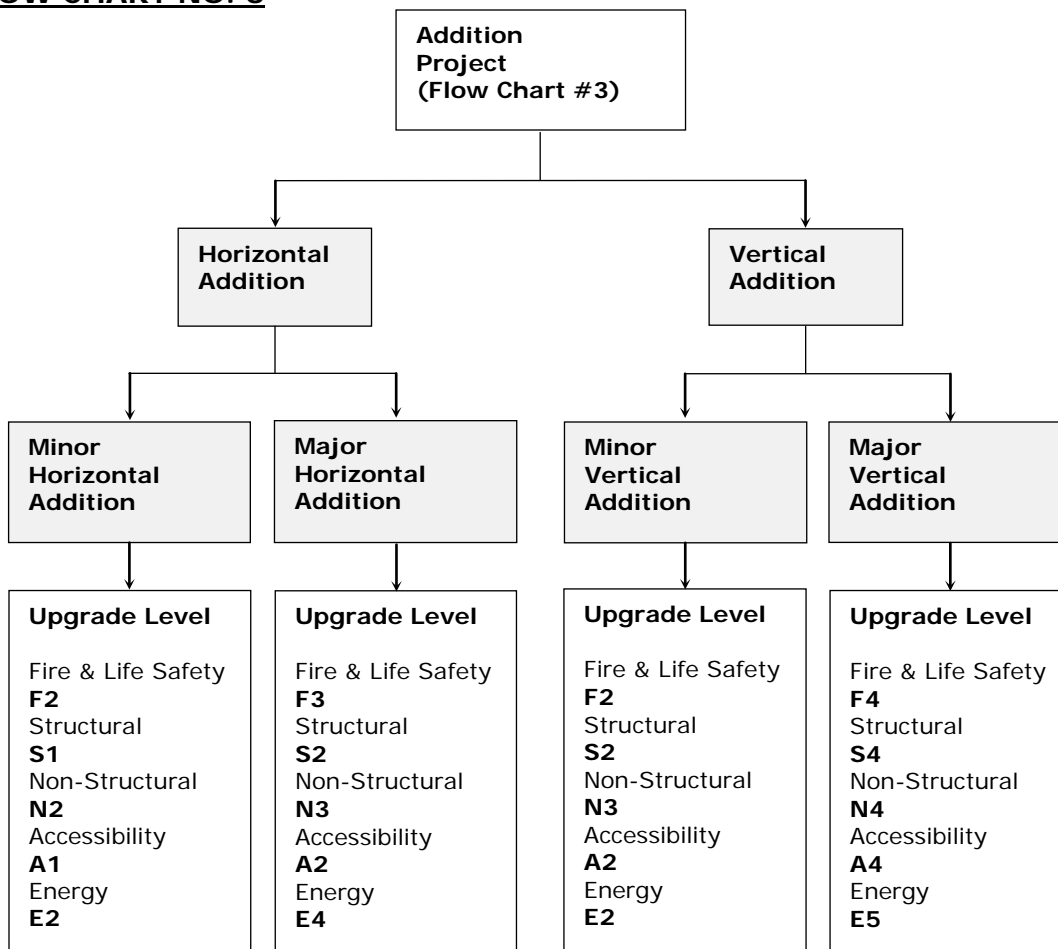 Addition
Project
(Flow Chart #3)
Horizontal
Addition
Vertical
Addition
Minor
Horizontal
Addition
Major
Horizontal
Addition
Minor
Vertical
Addition
Major
Vertical
Addition
Upgrade Level
Fire & Life Safety
F2
Structural
S1
Non-Structural
N2
Accessibility
A1
Energy
E2
Upgrade Level
Fire & Life Safety
F3
Structural
S2
Non-Structural
N3
Accessibility
A2
Energy
E4
Upgrade Level
Fire & Life Safety
F2
Structural
S2
Non-Structural
N3
Accessibility
A2
Energy
E2
Upgrade Level
Fire & Life Safety
F4
Structural
S4
Non-Structural
N4
Accessibility
A4
Energy
E5